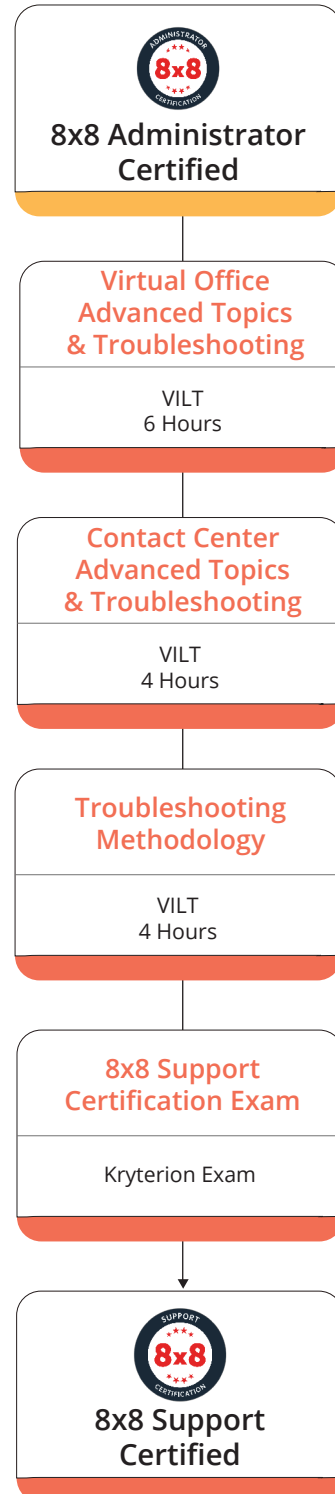 ADMINISTRATOR
8x8
CERTIFICATION
8x8 Administrator
Certified
Virtual Office
Advanced Topics
& Troubleshooting
VILT
6 Hours
Contact Center
Advanced Topics
& Troubleshooting
VILT
4 Hours
Troubleshooting
Methodology
VILT
4 Hours
8x8 Support
Certification Exam
Kryterion Exam
SUPPORT
8x8
CERTIFICATION
8x8 Support
Certified